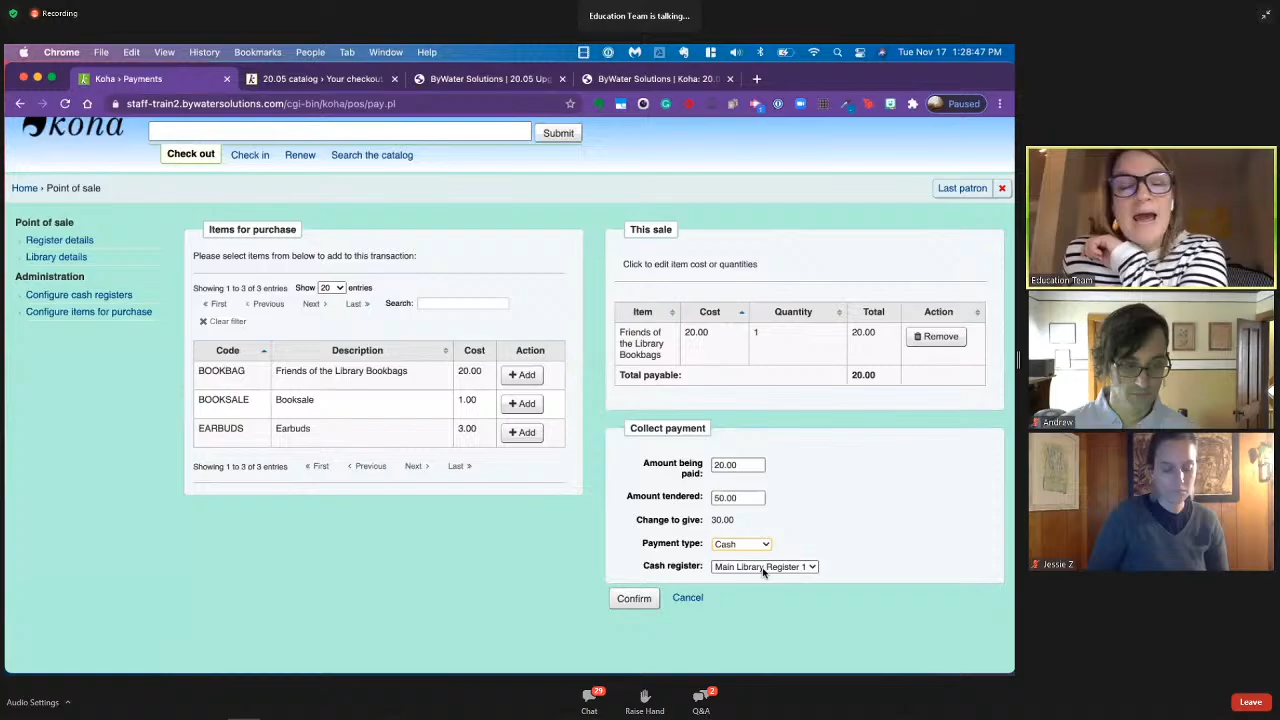 Recording
Education Team is talking...
Chrome File Edit View History Bookmarks People Tab Window Help
Tue Nov 17 1:28:47 PM
Koha › Payments
20.05 catalog › Your checkout
ByWater Solutions | 20.05 Up
ByWater Solutions | Koha: 20.
staff-train2.bywatersolutions.com/cgi-bin/koha/pos/pay.pl
Paused
koha
Submit
Check out
Check in
Renew
Search the catalog
Home › Point of sale
Last patron
Point of sale
Register details
Library details
Administration
Configure cash registers
Configure items for purchase
Items for purchase
Please select items from below to add to this transaction:
Showing 1 to 3 of 3 entries
Show 20 entries
First
Previous
Next
Last
Search:
Clear filter
Code Description Cost Action
BOOKBAG Friends of the Library Bookbags 20.00 + Add
BOOKSALE Booksale 1.00 + Add
EARBUDS Earbuds 3.00 + Add
Showing 1 to 3 of 3 entries
First
Previous
Next
Last
This sale
Click to edit item cost or quantities
Item Cost Quantity Total Action
Friends of 20.00 1 20.00 Remove
the Library
Bookbags
Total payable: 20.00
Collect payment
Amount being 20.00
paid:
Amount tendered: 50.00
Change to give: 30.00
Payment type: Cash
Cash register: Main Library Register 1
Confirm
Cancel
Education Team
Andrew
Jessie Z
Audio Settings
29
Chat
Raise Hand
2
Q&A
Leave